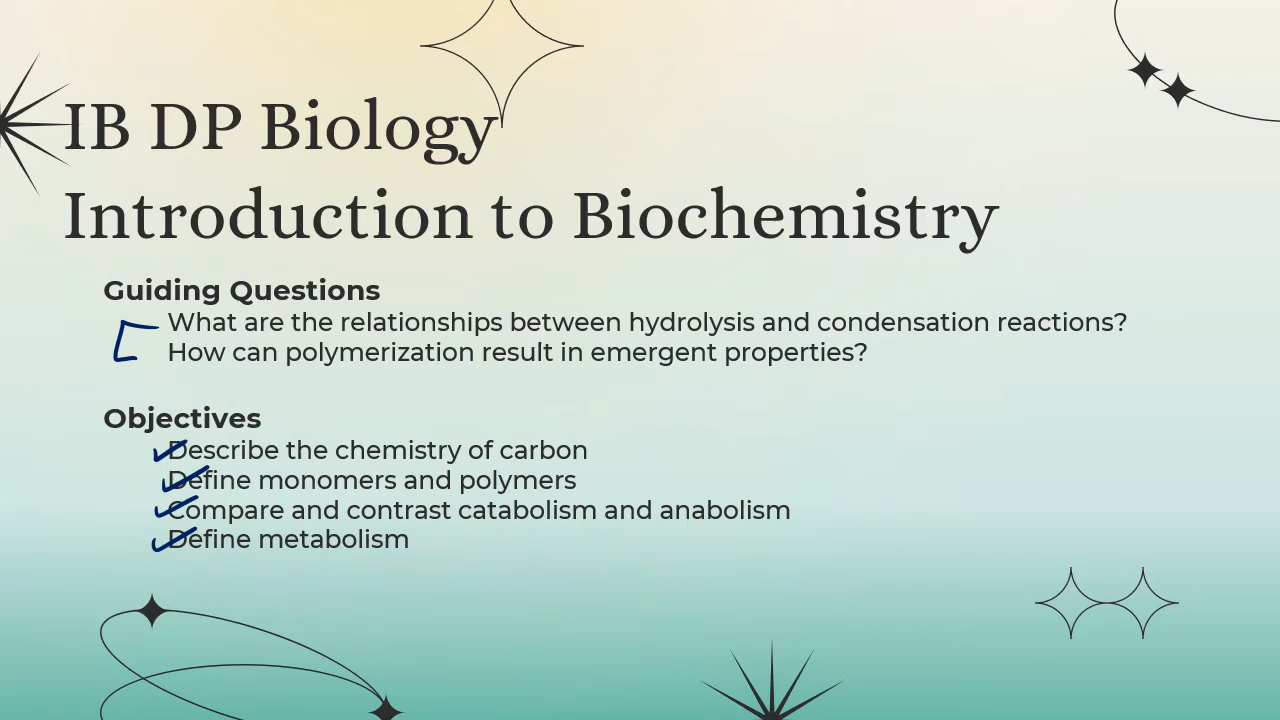 IB DP Biology
Introduction to Biochemistry
Guiding Questions
What are the relationships between hydrolysis and condensation reactions?
How can polymerization result in emergent properties?
Objectives
Describe the chemistry of carbon
Define monomers and polymers
Compare and contrast catabolism and anabolism
Define metabolism